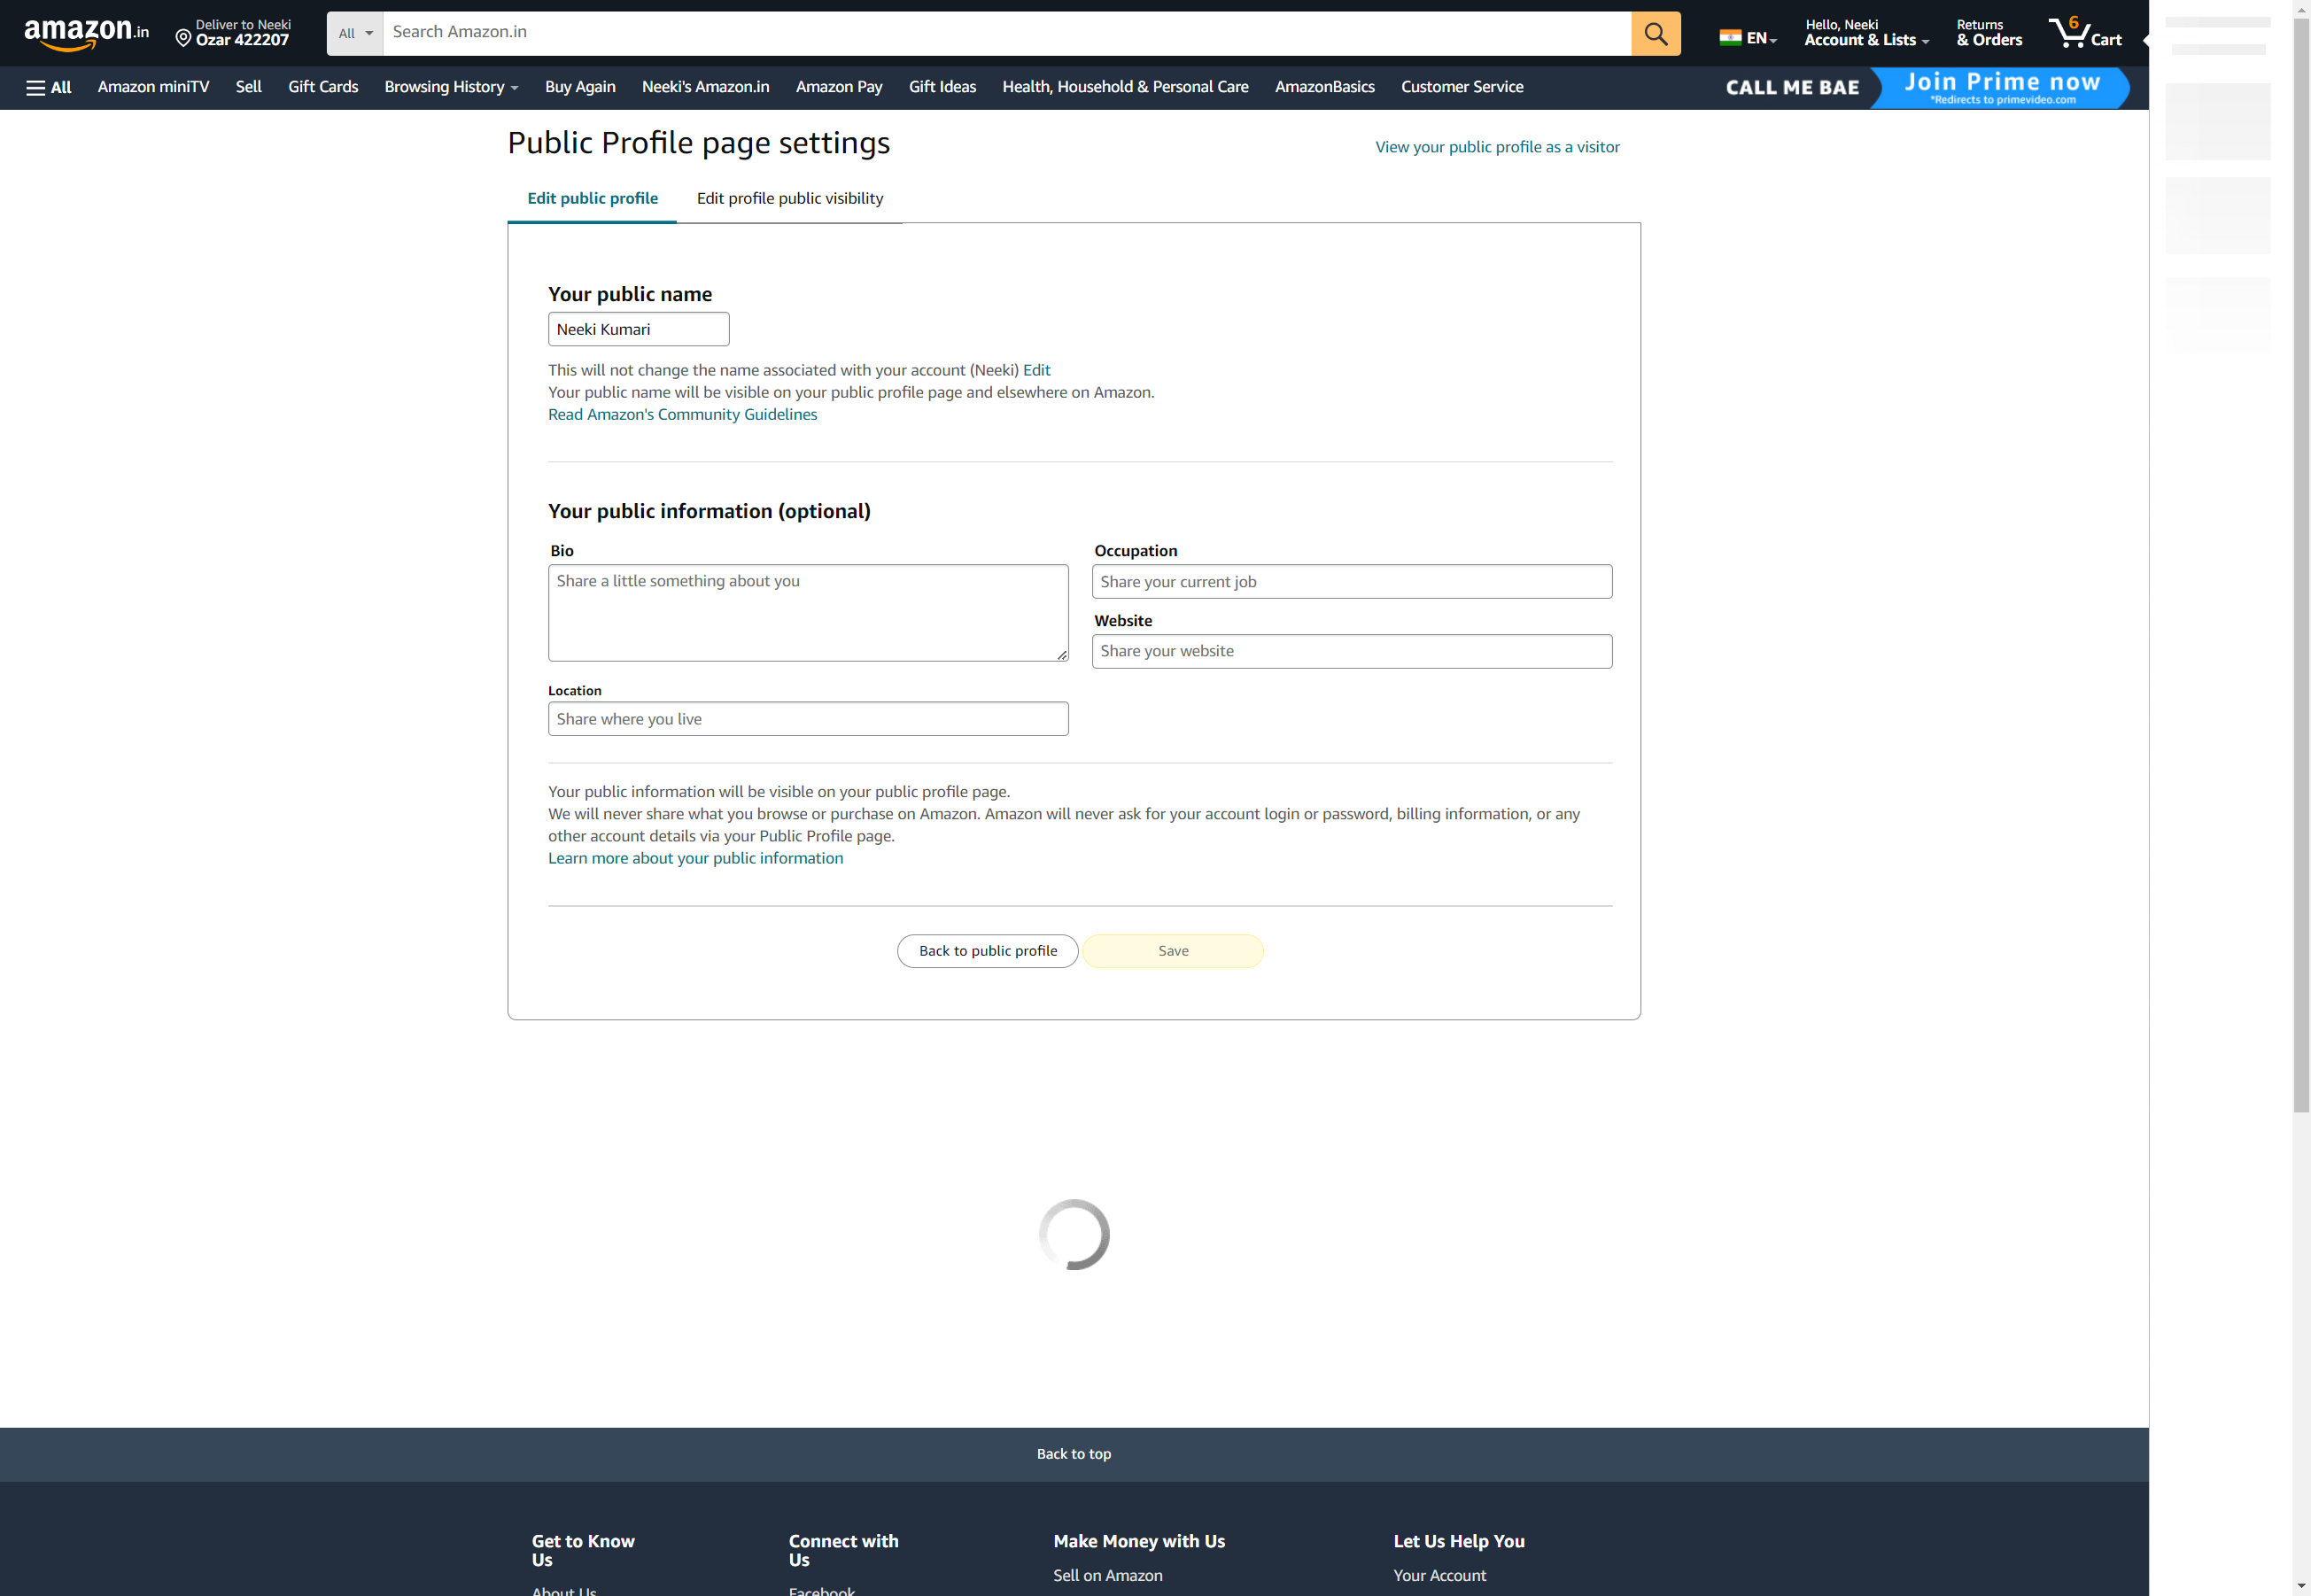 amazon.in
Deliver to Neeki
Ozar 422207
All
Search Amazon.in
EN
Hello, Neeki
Account & Lists
Returns
& Orders
6
Cart
All
Amazon miniTV
Sell
Gift Cards
Browsing History
Buy Again
Neeki's Amazon.in
Amazon Pay
Gift Ideas
Health, Household & Personal Care
AmazonBasics
Customer Service
CALL ME BAE
Join Prime now
*Redirects to primevideo.com
Public Profile page settings
View your public profile as a visitor
Edit public profile
Edit profile public visibility
Your public name
Neeki Kumari
This will not change the name associated with your account (Neeki) Edit
Your public name will be visible on your public profile page and elsewhere on Amazon.
Read Amazon's Community Guidelines
Your public information (optional)
Bio
Share a little something about you
Occupation
Share your current job
Website
Share your website
Location
Share where you live
Your public information will be visible on your public profile page.
We will never share what you browse or purchase on Amazon. Amazon will never ask for your account login or password, billing information, or any
other account details via your Public Profile page.
Learn more about your public information
Back to public profile
Save
Back to top
Get to Know
Us
About Us
Connect with
Us
Facebook
Make Money with Us
Sell on Amazon
Let Us Help You
Your Account